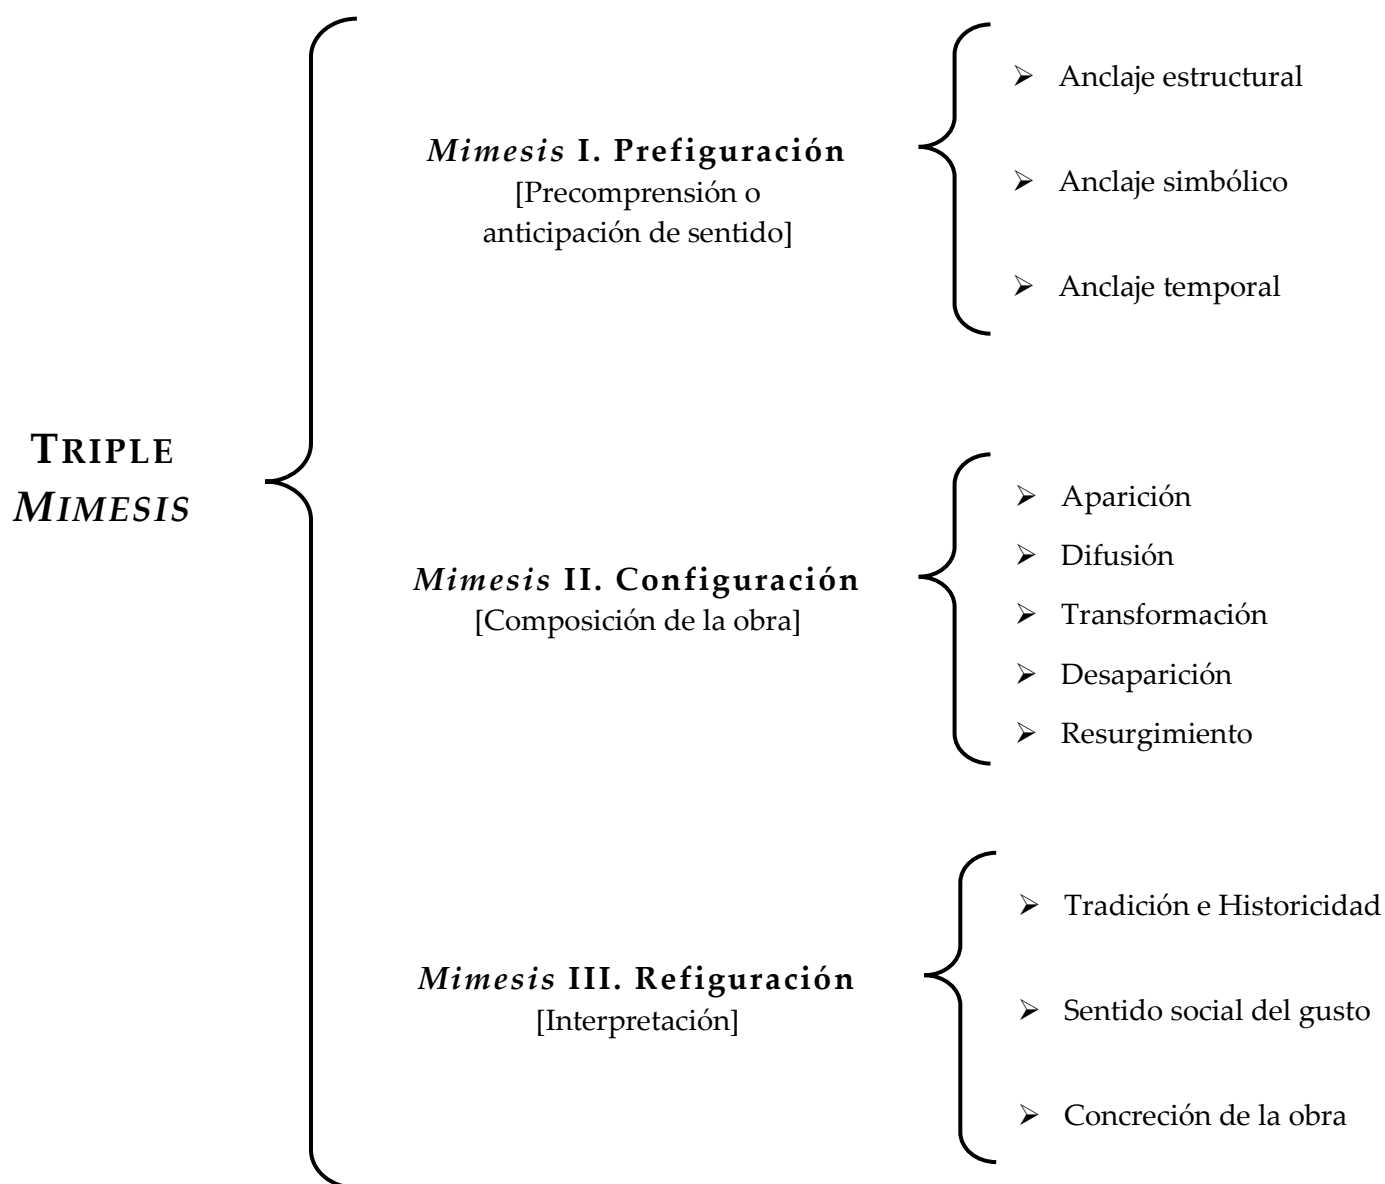 TRIPLE
MIMESIS
Mimesis I. Prefiguración
[Precomprensión o
anticipación de sentido]
➢ Anclaje estructural
➢ Anclaje simbólico
➢ Anclaje temporal
Mimesis II. Configuración
[Composición de la obra]
➢ Aparición
➢ Difusión
➢ Transformación
➢ Desaparición
➢ Resurgimiento
Mimesis III. Refiguración
[Interpretación]
➢ Tradición e Historicidad
➢ Sentido social del gusto
➢ Concreción de la obra